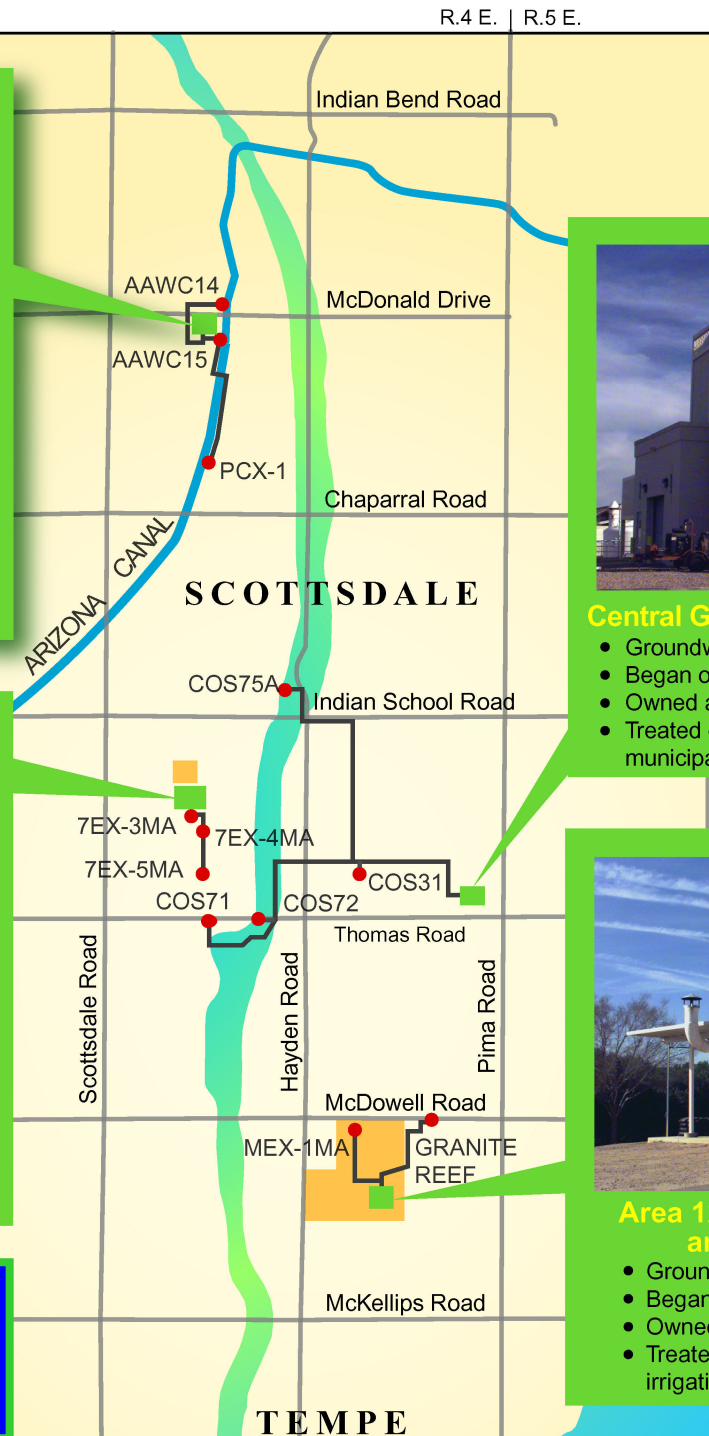 R.4 E. | R.5 E.
Indian Bend Road
AAWC14
McDonald Drive
AAWC15
PCX-1
Chaparral Road
ARIZONA CANAL
SCOTTSDALE
COS75A
Indian School Road
7EX-3MA
7EX-4MA
7EX-5MA
COS71
COS72
COS31
Thomas Road
Scottsdale Road
Hayden Road
Pima Road
McDowell Road
MEX-1MA
GRANITE
REEF
McKellips Road
TEMPE
Central G
• Groundw
• Began o
• Owned a
• Treated
municipa
Area 1
a
• Groun
• Began
• Owne
• Treate
irrigati